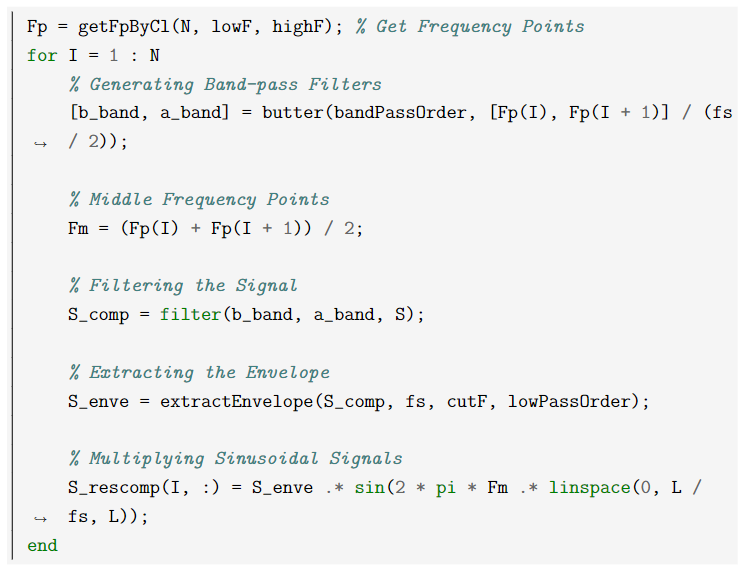 Fp = getFpByCl(N, lowF, highF); % Get Frequency Points
for I = 1 : N
    % Generating Band-pass Filters
    [b_band, a_band] = butter(bandPassOrder, [Fp(I), Fp(I + 1)] / (fs
↪ / 2));

    % Middle Frequency Points
    Fm = (Fp(I) + Fp(I + 1)) / 2;

    % Filtering the Signal
    S_comp = filter(b_band, a_band, S);

    % Extracting the Envelope
    S_enve = extractEnvelope(S_comp, fs, cutF, lowPassOrder);

    % Multiplying Sinusoidal Signals
    S_rescomp(I, :) = S_enve .* sin(2 * pi * Fm .* linspace(0, L /
↪ fs, L));
end